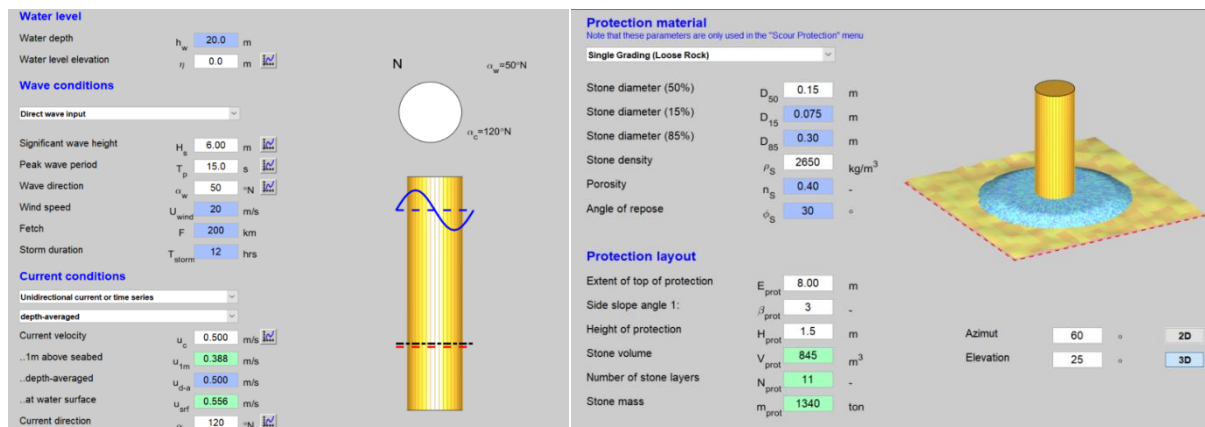 Water level
Water depth h_w 20.0 m
Water level elevation η 0.0 m
Wave conditions
Direct wave input
Significant wave height H_s 6.00 m
Peak wave period T_p 15.0 s
Wave direction α_w 50 °N
Wind speed U_wind 20 m/s
Fetch F 200 km
Storm duration T_storm 12 hrs
Current conditions
Unidirectional current or time series
depth-averaged
Current velocity u_c 0.500 m/s
..1m above seabed u_1m 0.388 m/s
..depth-averaged u_d-a 0.500 m/s
..at water surface u_srf 0.556 m/s
Current direction 120 °N
N
α_w=50°N
α_c=120°N
Protection material
Note that these parameters are only used in the "Scour Protection" menu
Single Grading (Loose Rock)
Stone diameter (50%) D_50 0.15 m
Stone diameter (15%) D_15 0.075 m
Stone diameter (85%) D_85 0.30 m
Stone density ρ_S 2650 kg/m³
Porosity n_S 0.40 -
Angle of repose ϕ_S 30 °
Protection layout
Extent of top of protection E_prot 8.00 m
Side slope angle 1: β_prot 3 -
Height of protection H_prot 1.5 m
Stone volume V_prot 845 m³
Number of stone layers N_prot 11 -
Stone mass m_prot 1340 ton
Azimut 60 ° 2D
Elevation 25 ° 3D